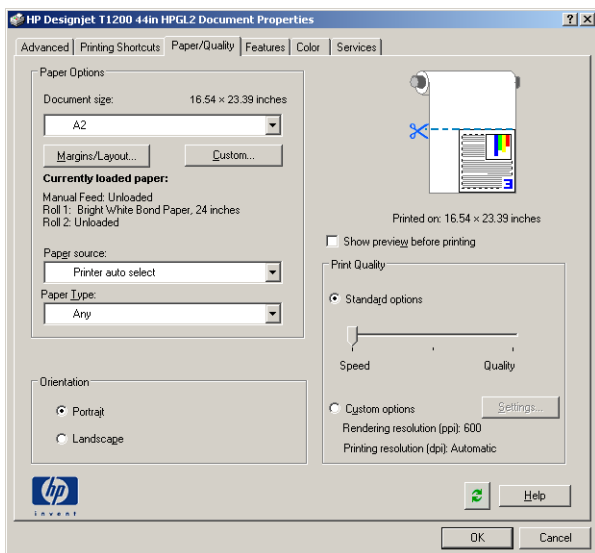 HP Designjet T1200 44in HPGL2 Document Properties
Advanced
Printing Shortcuts
Paper/Quality
Features
Color
Services
Paper Options
Document size:
16.54 × 23.39 inches
A2
Margins/Layout...
Custom...
Currently loaded paper:
Manual Feed: Unloaded
Roll 1: Bright White Bond Paper, 24 inches
Roll 2: Unloaded
Paper source:
Printer auto select
Paper Type:
Any
Orientation
Portrait
Landscape
3
Printed on: 16.54 × 23.39 inches
Show preview before printing
Print Quality
Standard options
Speed
Quality
Custom options
Settings...
Rendering resolution (ppi): 600
Printing resolution (dpi): Automatic
hp
invent
Help
OK
Cancel